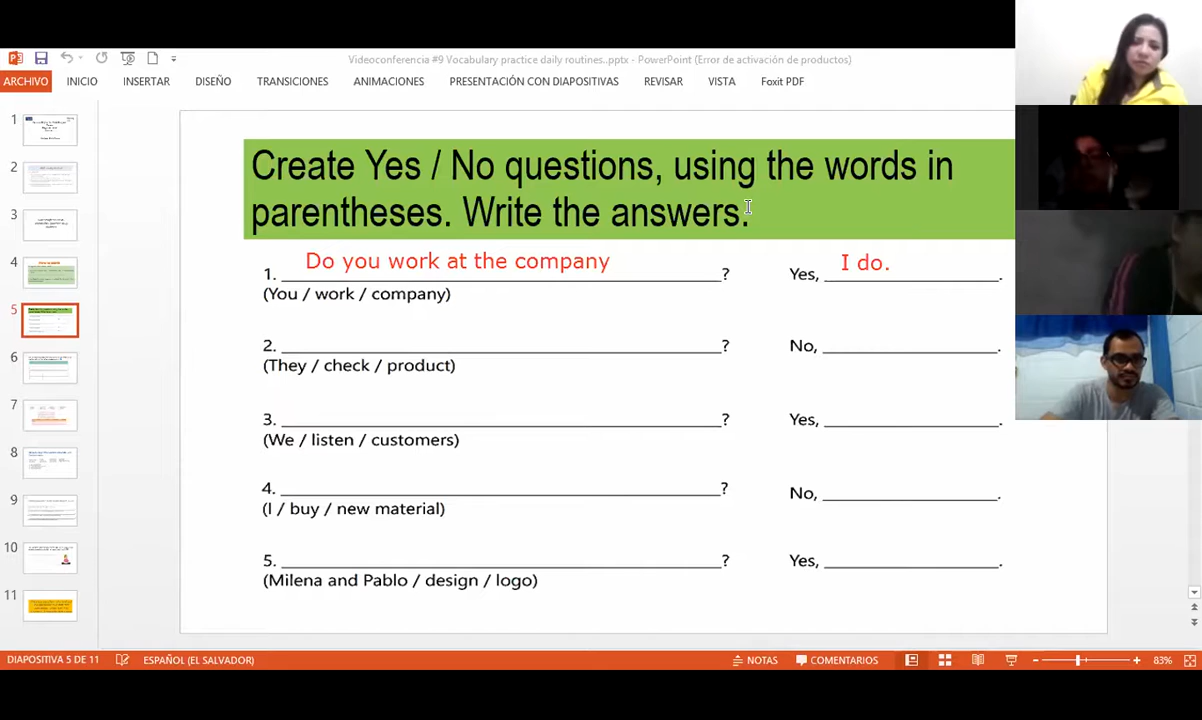 Videoconferencia #9 Vocabulary practice daily routines..pptx - PowerPoint (Error de activación de productos)
ARCHIVO INICIO INSERTAR DISEÑO TRANSICIONES ANIMACIONES PRESENTACIÓN CON DIAPOSITIVAS REVISAR VISTA Foxit PDF
Create Yes / No questions, using the words in
parentheses. Write the answers.
1. Do you work at the company ? Yes, I do. .
(You / work / company)
2. ? No, .
(They / check / product)
3. ? Yes, .
(We / listen / customers)
4. ? No, .
(I / buy / new material)
5. ? Yes, .
(Milena and Pablo / design / logo)
1
2
3
4
5
6
7
8
9
10
11
DIAPOSITIVA 5 DE 11 ESPAÑOL (EL SALVADOR) NOTAS COMENTARIOS 83%